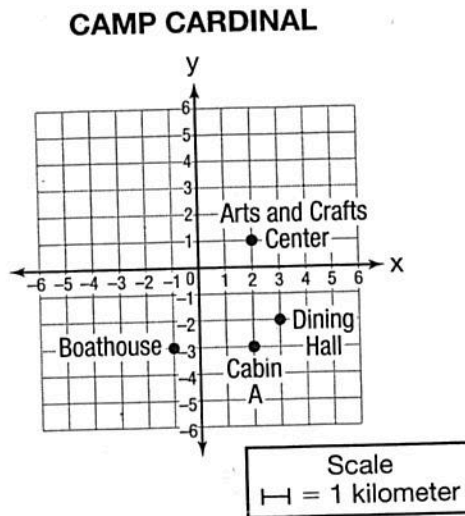 CAMP CARDINAL
y
6
5
4
3
2
Arts and Crafts
1
Center
x
-6 -5 -4 -3 -2 -1 0 1 2 3 4 5 6
-1
-2
Dining
Hall
Boathouse
-3
Cabin
A
-4
-5
-6
Scale
= 1 kilometer